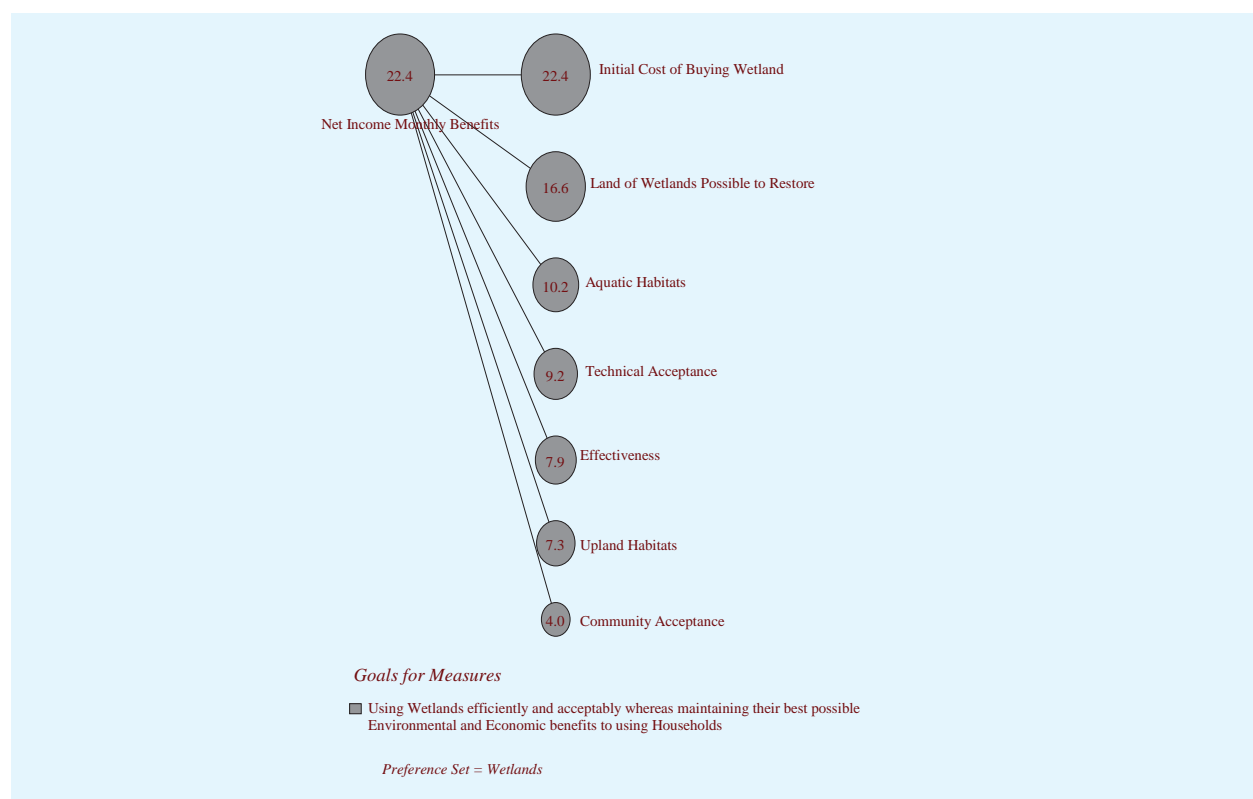 22.4
22.4
Initial Cost of Buying Wetland
Net Income Monthly Benefits
16.6
Land of Wetlands Possible to Restore
10.2
Aquatic Habitats
9.2
Technical Acceptance
7.9
Effectiveness
7.3
Upland Habitats
4.0
Community Acceptance
Goals for Measures
Using Wetlands efficiently and acceptably whereas maintaining their best possible
Environmental and Economic benefits to using Households
Preference Set = Wetlands